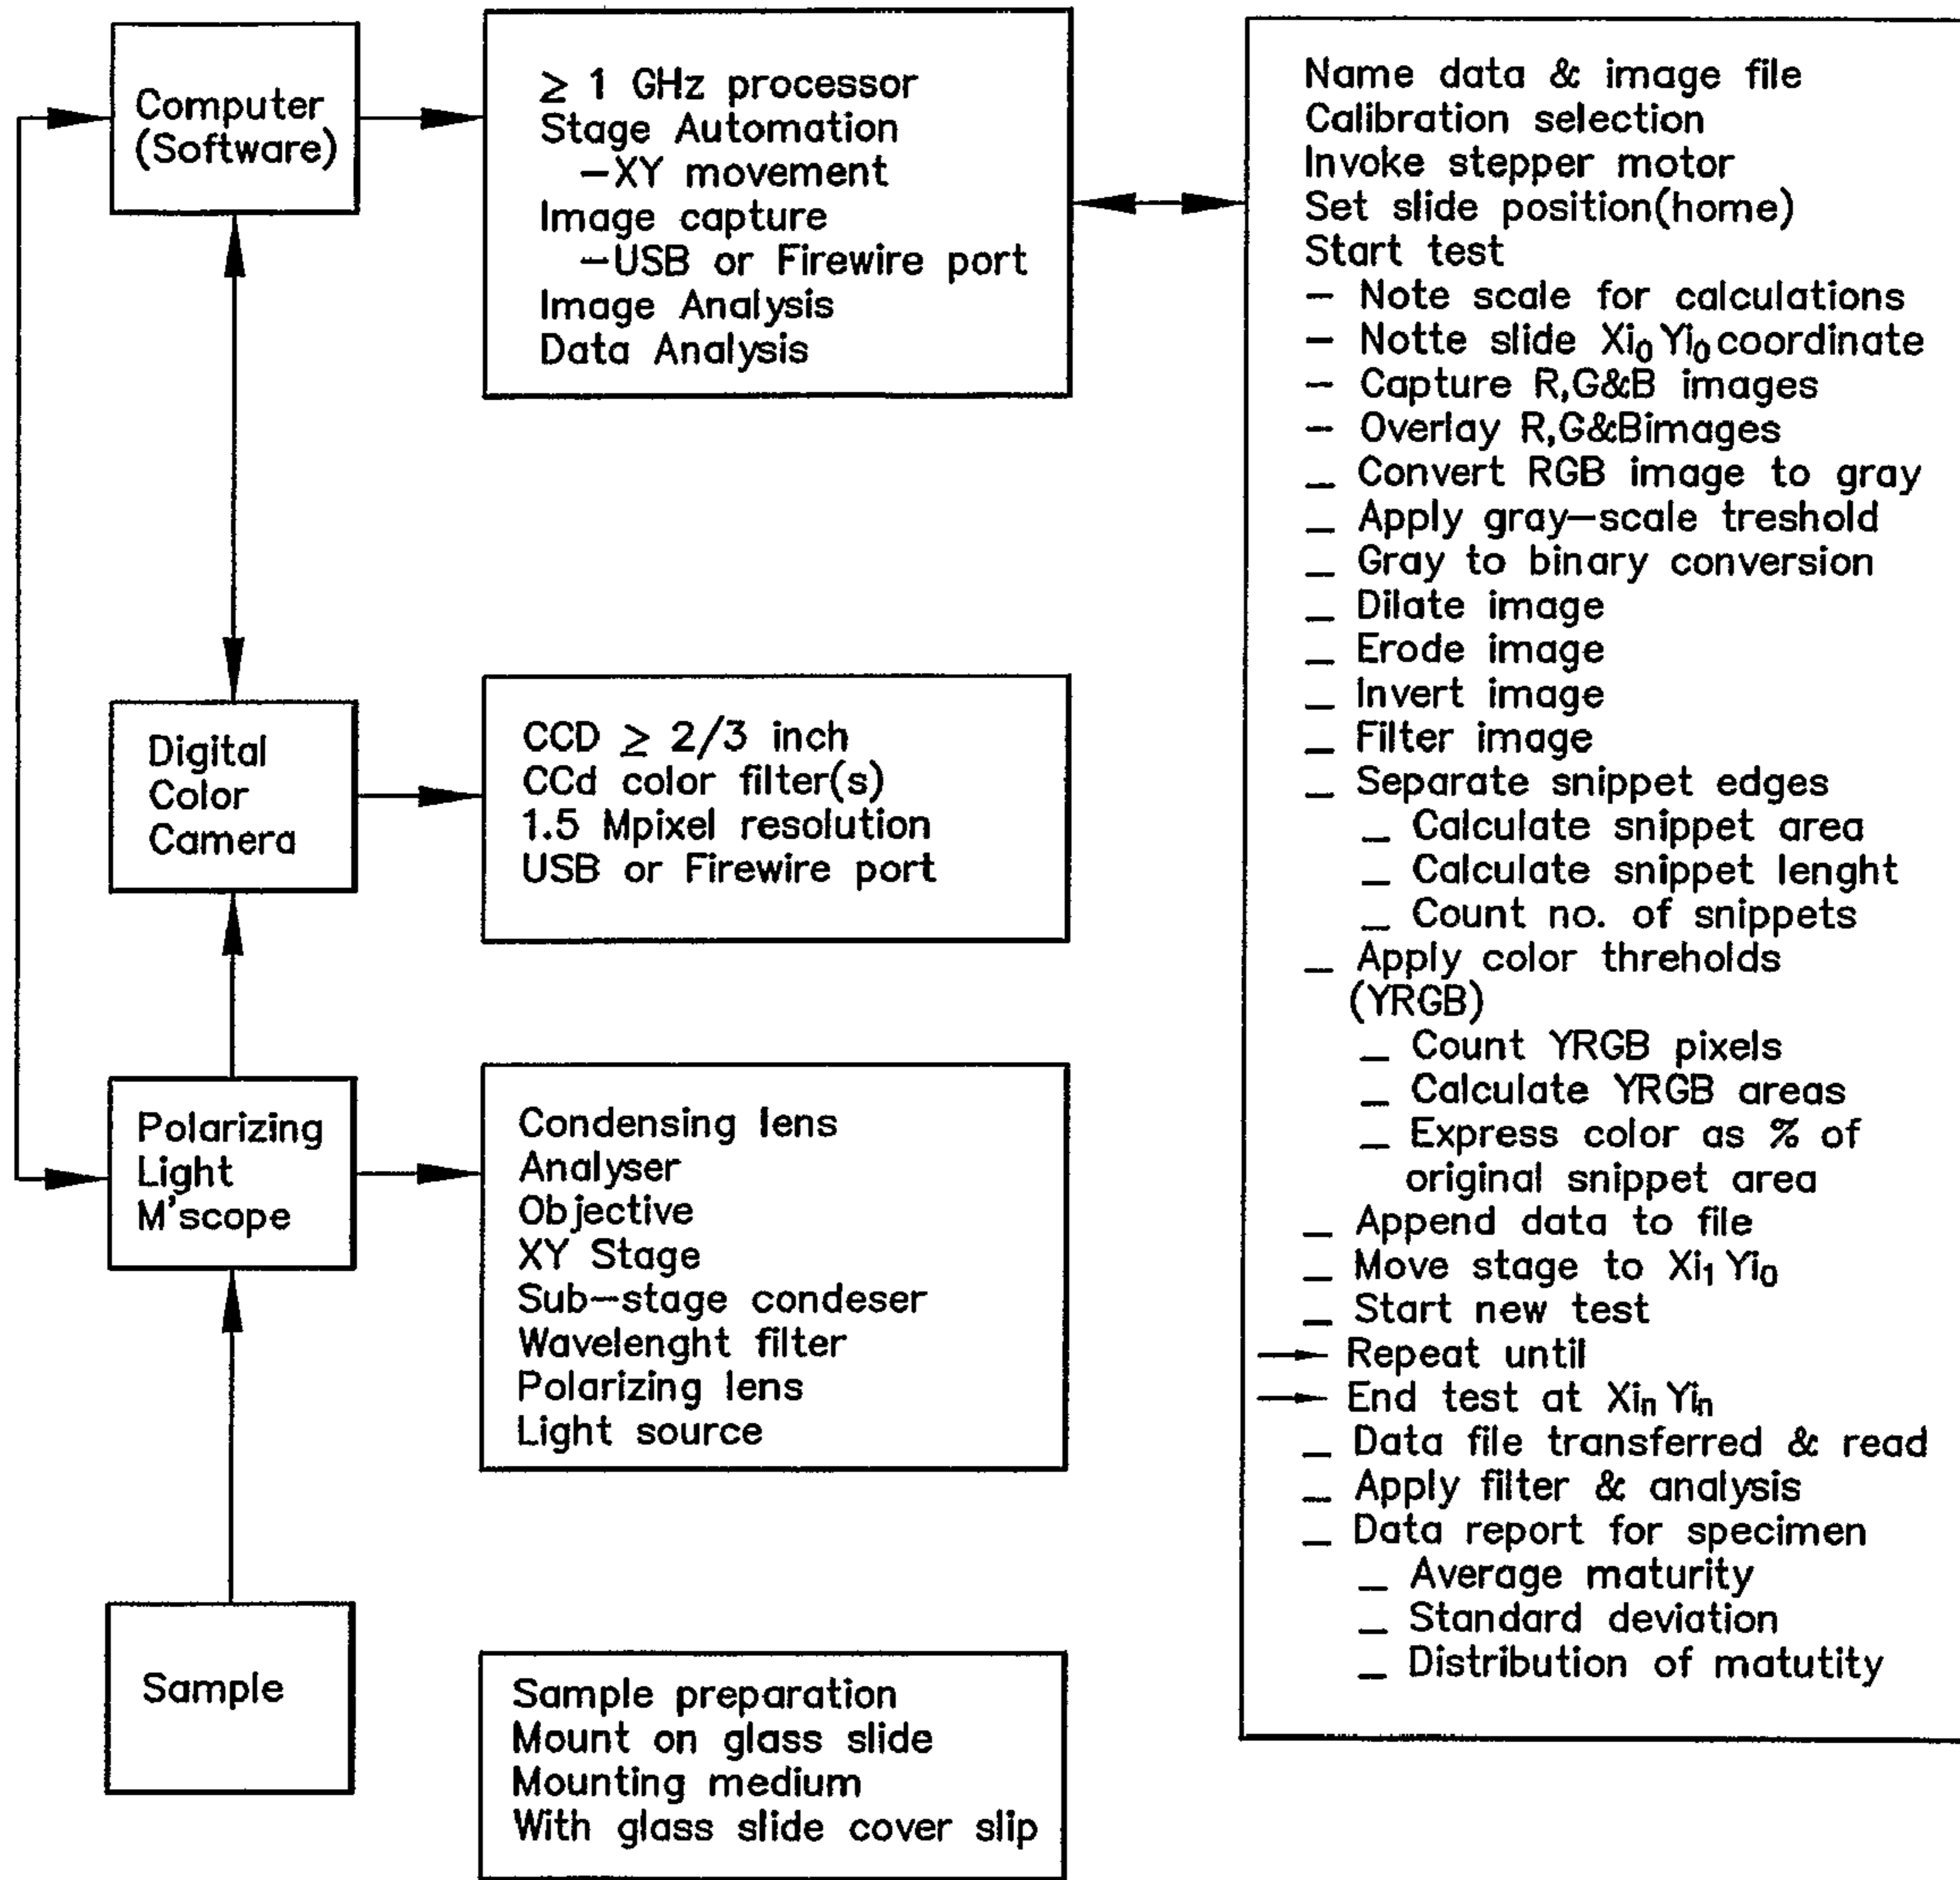 Computer
(Software)
≥ 1 GHz processor
Stage Automation
–XY movement
Image capture
–USB or Firewire port
Image Analysis
Data Analysis
Digital
Color
Camera
CCD ≥ 2/3 inch
CCd color filter(s)
1.5 Mpixel resolution
USB or Firewire port
Polarizing
Light
M'scope
Condensing lens
Analyser
Objective
XY Stage
Sub–stage condeser
Wavelenght filter
Polarizing lens
Light source
Sample
Sample preparation
Mount on glass slide
Mounting medium
With glass slide cover slip
Name data & image file
Calibration selection
Invoke stepper motor
Set slide position(home)
Start test
– Note scale for calculations
– Notte slide Xi₀ Yi₀ coordinate
– Capture R,G&B images
– Overlay R,G&Bimages
_ Convert RGB image to gray
_ Apply gray–scale treshold
_ Gray to binary conversion
_ Dilate image
_ Erode image
_ Invert image
_ Filter image
_ Separate snippet edges
_ Calculate snippet area
_ Calculate snippet lenght
_ Count no. of snippets
_ Apply color threholds
(YRGB)
_ Count YRGB pixels
_ Calculate YRGB areas
_ Express color as % of
original snippet area
_ Append data to file
_ Move stage to Xi₁ Yi₀
_ Start new test
→ Repeat until
→ End test at Xiₙ Yiₙ
_ Data file transferred & read
_ Apply filter & analysis
_ Data report for specimen
_ Average maturity
_ Standard deviation
_ Distribution of matutity